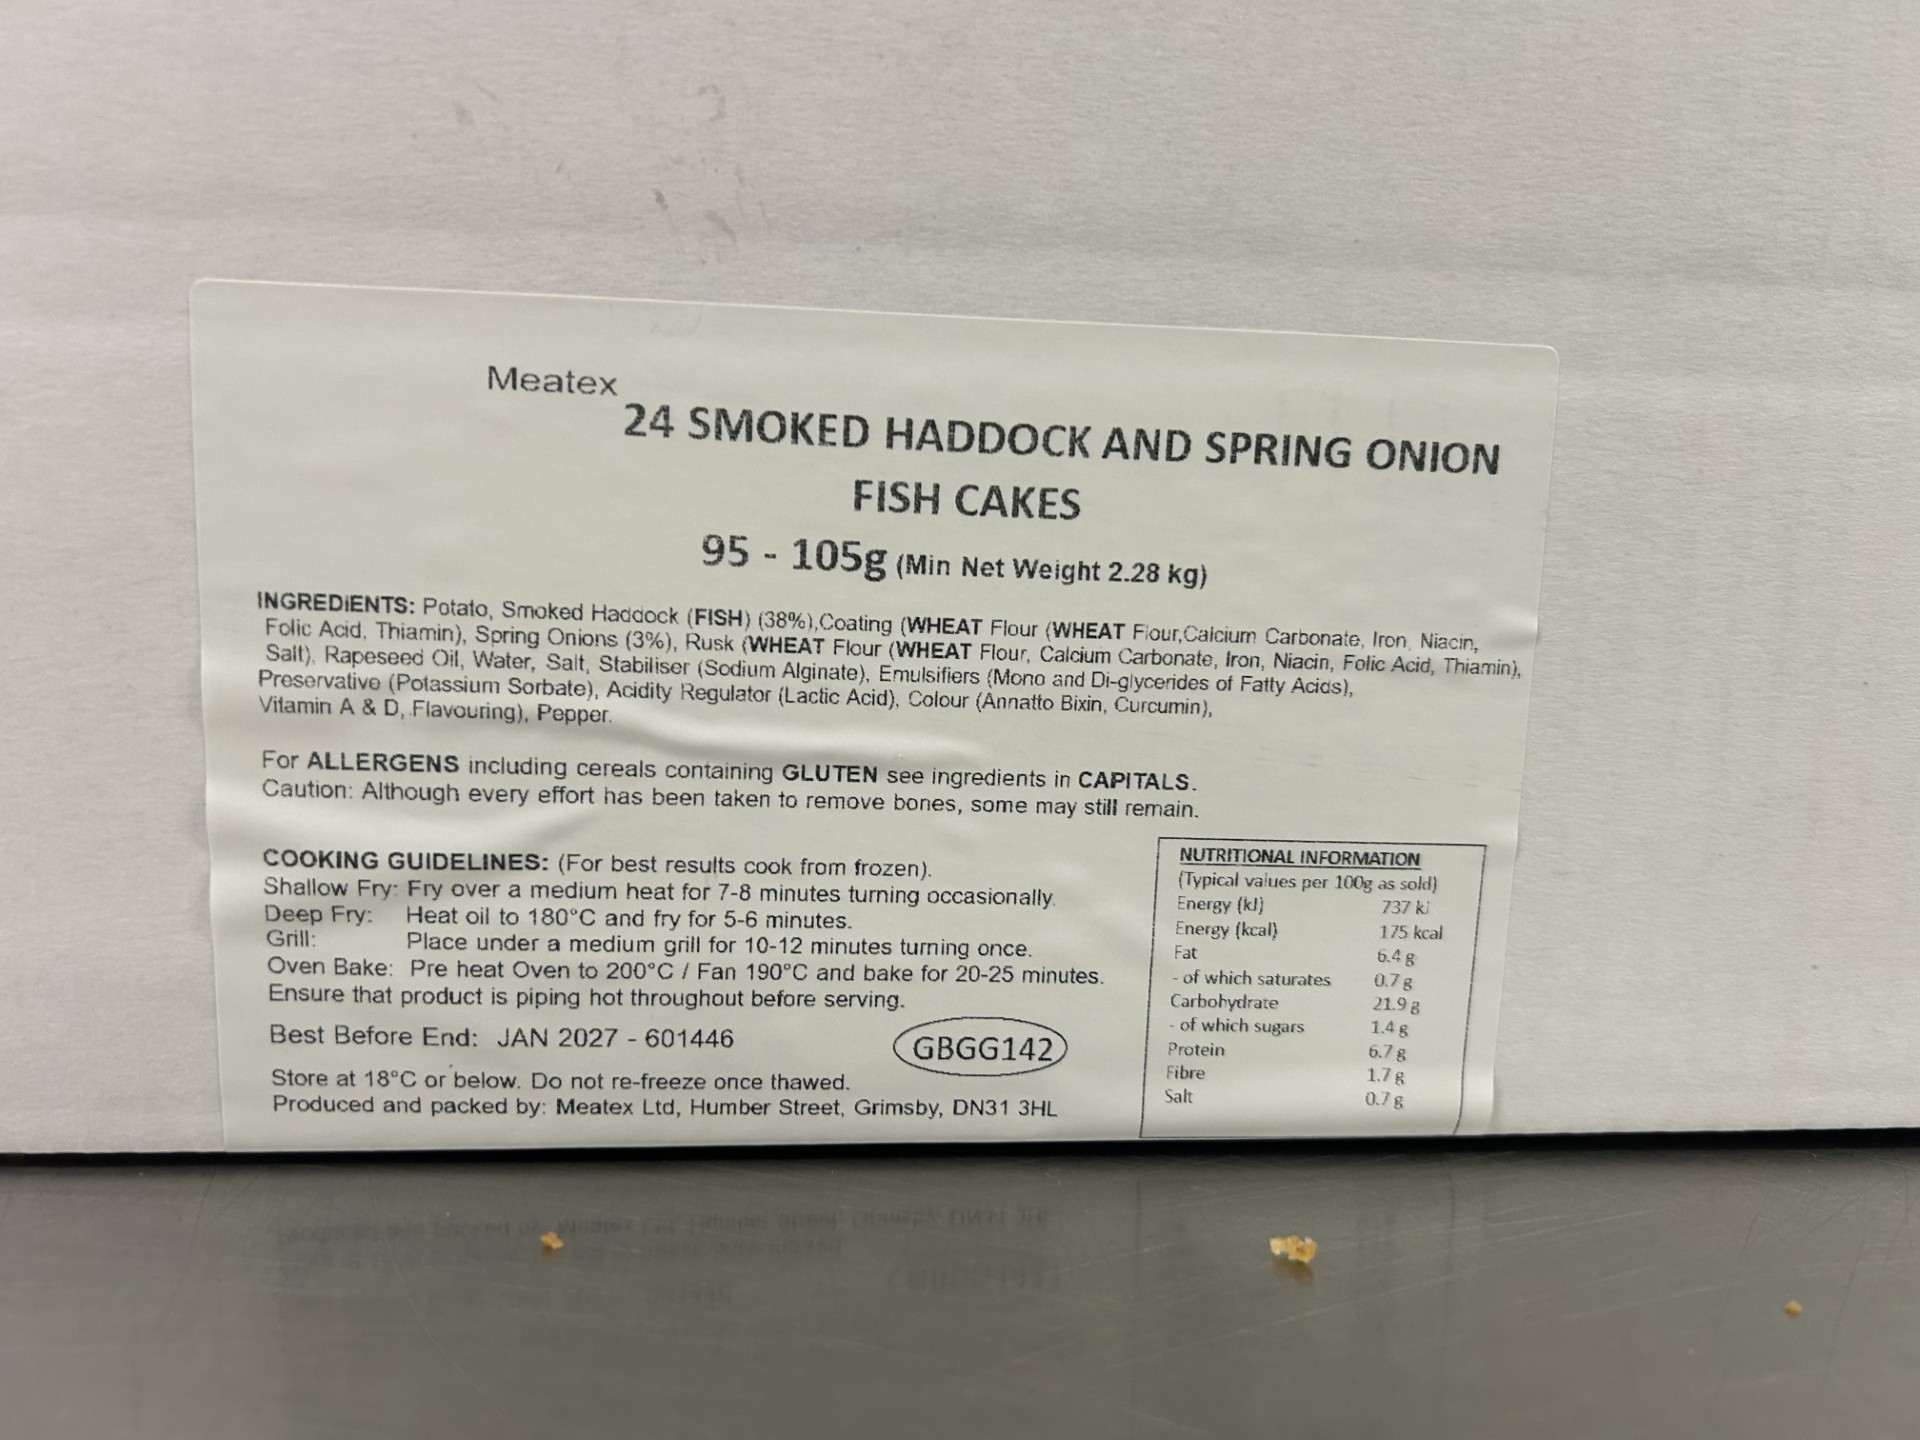 Meatex
24 SMOKED HADDOCK AND SPRING ONION
FISH CAKES
95 - 105g (Min Net Weight 2.28 kg)
INGREDIENTS: Potato, Smoked Haddock (FISH) (38%),Coating (WHEAT Flour (WHEAT Flour,Calcium Carbonate, Iron, Niacin,
Folic Acid, Thiamin), Spring Onions (3%), Rusk (WHEAT Flour (WHEAT Flour, Calcium Carbonate, Iron, Niacin, Folic Acid, Thiamin),
Salt), Rapeseed Oil, Water, Salt, Stabiliser (Sodium Alginate), Emulsifiers (Mono and Di-glycerides of Fatty Acids),
Preservative (Potassium Sorbate), Acidity Regulator (Lactic Acid), Colour (Annatto Bixin, Curcumin),
Vitamin A & D, Flavouring), Pepper.
For ALLERGENS including cereals containing GLUTEN see ingredients in CAPITALS.
Caution: Although every effort has been taken to remove bones, some may still remain.
COOKING GUIDELINES: (For best results cook from frozen).
Shallow Fry: Fry over a medium heat for 7-8 minutes turning occasionally.
Deep Fry: Heat oil to 180°C and fry for 5-6 minutes.
Grill: Place under a medium grill for 10-12 minutes turning once.
Oven Bake: Pre heat Oven to 200°C / Fan 190°C and bake for 20-25 minutes.
Ensure that product is piping hot throughout before serving.
Best Before End: JAN 2027 - 601446
GBGG142
Store at 18°C or below. Do not re-freeze once thawed.
Produced and packed by: Meatex Ltd, Humber Street, Grimsby, DN31 3HL
NUTRITIONAL INFORMATION
(Typical values per 100g as sold)
Energy (kJ) 737 kJ
Energy (kcal) 175 kcal
Fat 6.4 g
- of which saturates 0.7 g
Carbohydrate 21.9 g
- of which sugars 1.4 g
Protein 6.7 g
Fibre 1.7 g
Salt 0.7 g